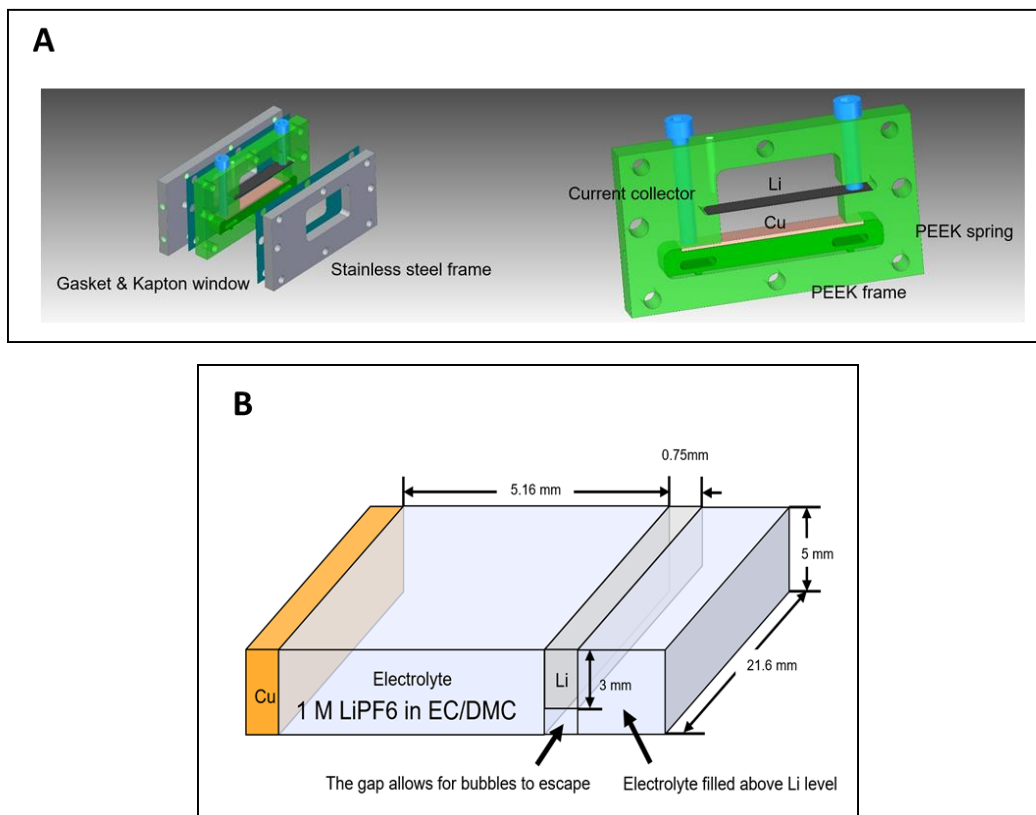 A
Li
Current collector
Cu
PEEK spring
Stainless steel frame
Gasket & Kapton window
PEEK frame
B
0.75mm
5.16 mm
5 mm
21.6 mm
Electrolyte
Cu
Li
3 mm
1 M LiPF6 in EC/DMC
The gap allows for bubbles to escape
Electrolyte filled above Li level